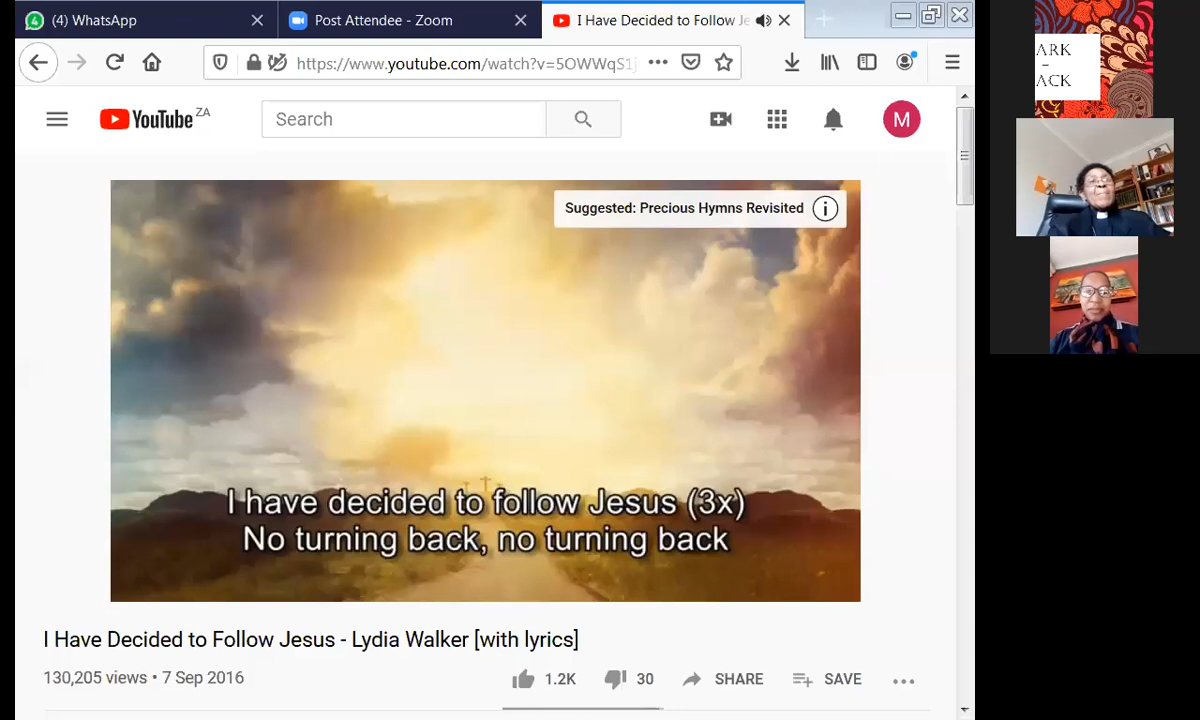 (4) WhatsApp
Post Attendee - Zoom
I Have Decided to Follow Je
https://www.youtube.com/watch?v=5OWWqS1j
YouTube ZA
Search
M
Suggested: Precious Hymns Revisited
I have decided to follow Jesus (3x)
No turning back, no turning back
I Have Decided to Follow Jesus - Lydia Walker [with lyrics]
130,205 views • 7 Sep 2016
1.2K
30
SHARE
SAVE
ARK
-
ACK